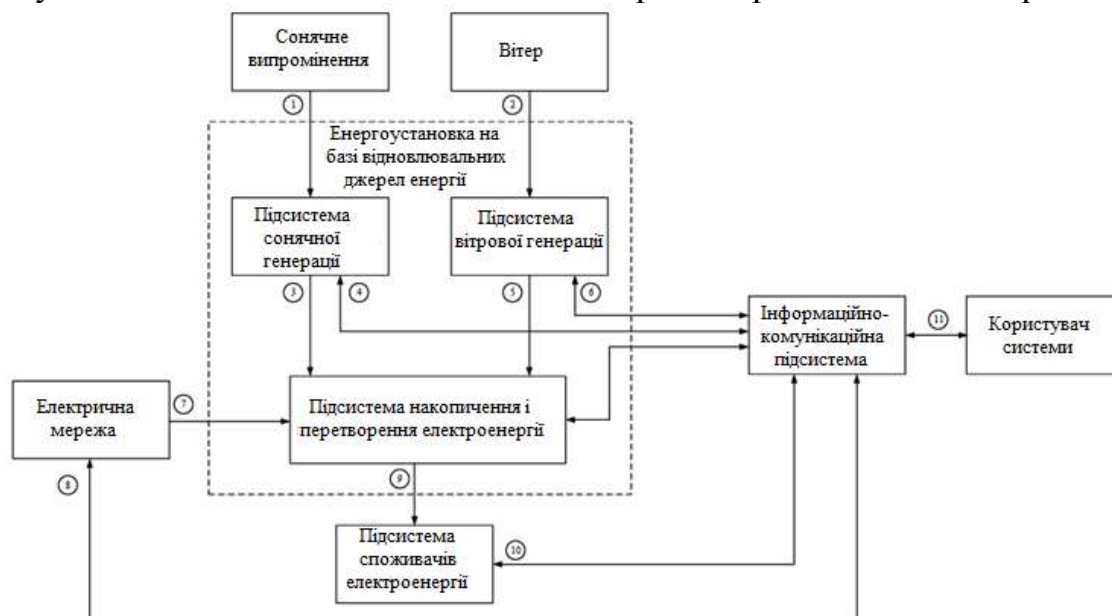 Сонячне
випромінення
Вітер
1
2
Енергоустановка на
базі відновлювальних
джерел енергії
Підсистема
сонячної
генерації
Підсистема
вітрової генерації
3
4
5
6
Інформаційно-
комунікаційна
підсистема
11
Користувач
системи
Електрична
мережа
7
Підсистема накопичення і
перетворення електроенергії
8
9
Підсистема
споживачів
електроенергії
10